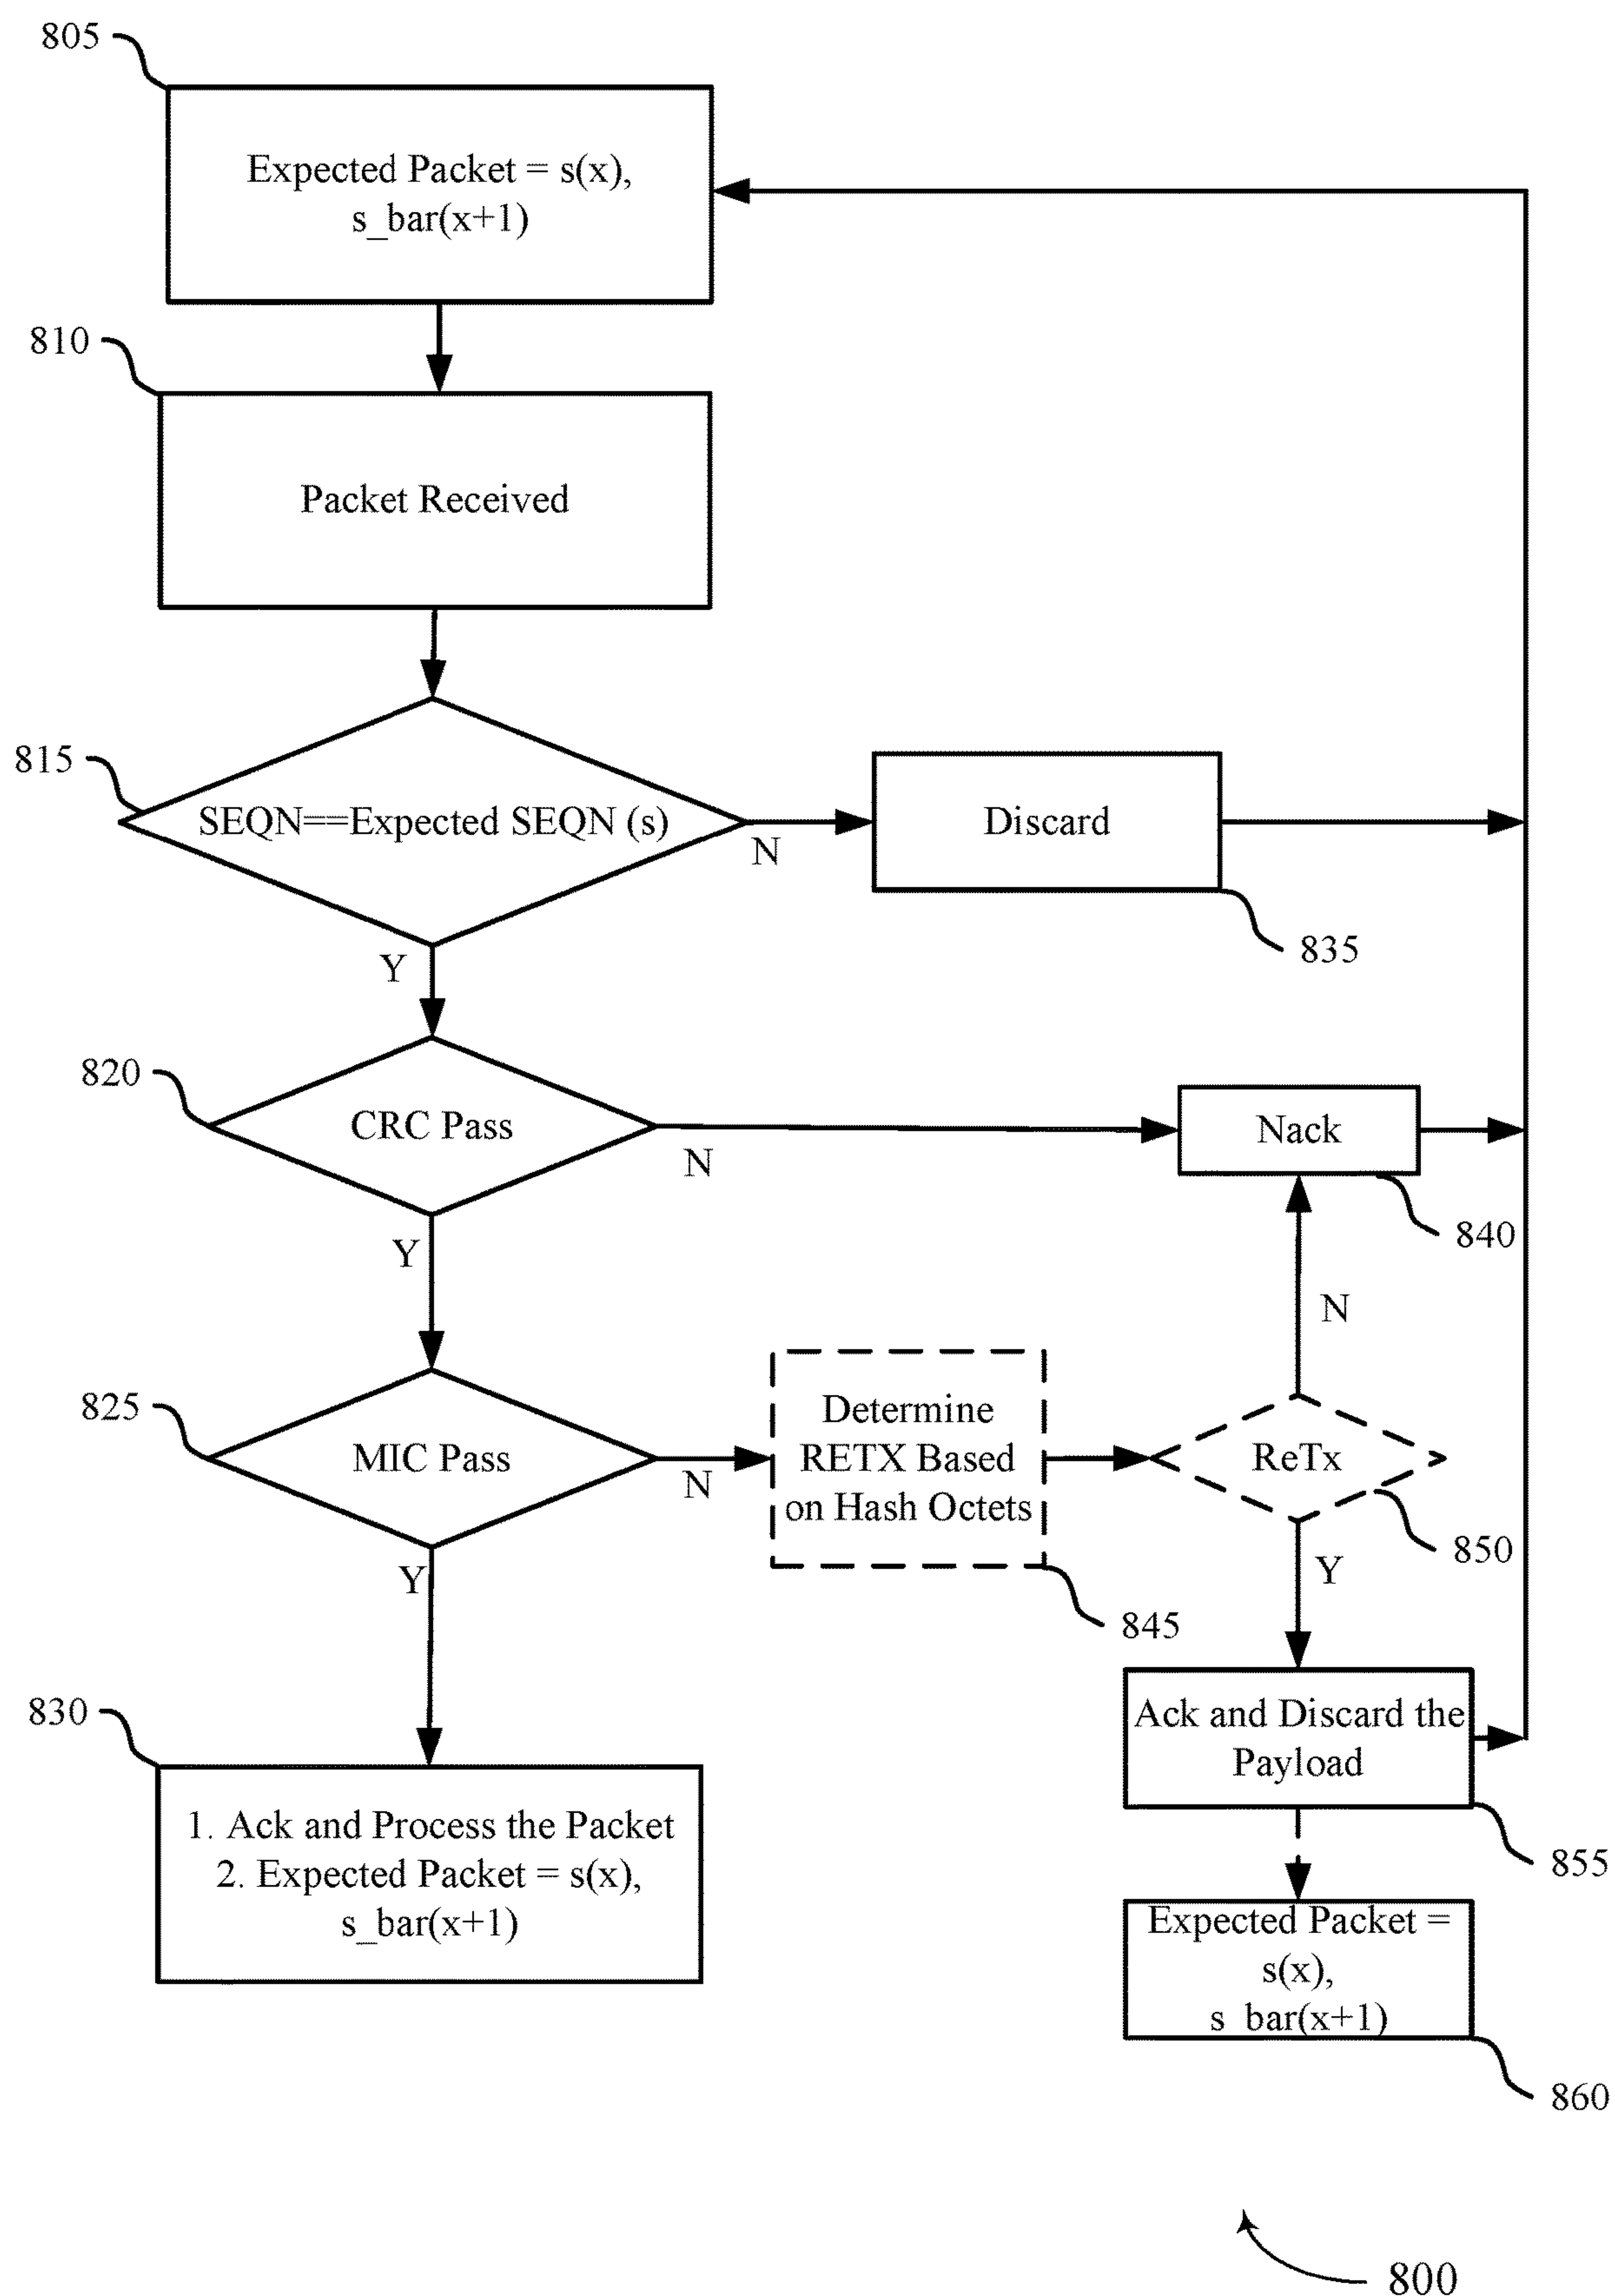 805
Expected Packet = s(x),
s_bar(x+1)
810
Packet Received
815
SEQN==Expected SEQN (s)
N
Discard
835
Y
820
CRC Pass
N
Nack
840
Y
N
825
MIC Pass
N
Determine
RETX Based
on Hash Octets
845
ReTx
850
Y
Y
830
1. Ack and Process the Packet
2. Expected Packet = s(x),
s_bar(x+1)
Ack and Discard the
Payload
855
Expected Packet =
s(x),
s_bar(x+1)
860
800